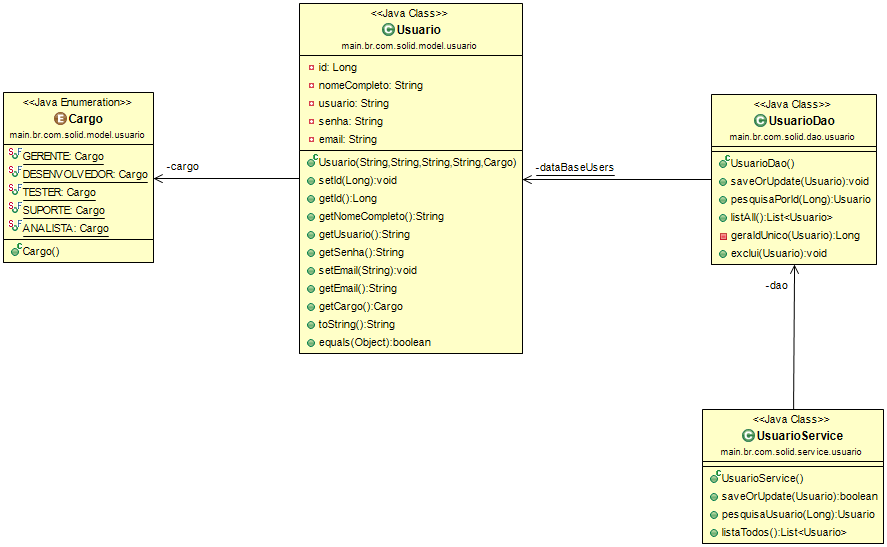 <<Java Class>>
Usuario
main.br.com.solid.model.usuario
id: Long
nomeCompleto: String
usuario: String
senha: String
email: String
Usuario(String,String,String,String,Cargo)
setId(Long):void
getId():Long
getNomeCompleto():String
getUsuario():String
getSenha():String
setEmail(String):void
getEmail():String
getCargo():Cargo
toString():String
equals(Object):boolean
<<Java Enumeration>>
Cargo
main.br.com.solid.model.usuario
GERENTE: Cargo
DESENVOLVEDOR: Cargo
TESTER: Cargo
SUPORTE: Cargo
ANALISTA: Cargo
Cargo()
-cargo
-dataBaseUsers
<<Java Class>>
UsuarioDao
main.br.com.solid.dao.usuario
UsuarioDao()
saveOrUpdate(Usuario):void
pesquisaPorId(Long):Usuario
listAll():List<Usuario>
geraIdUnico(Usuario):Long
exclui(Usuario):void
-dao
<<Java Class>>
UsuarioService
main.br.com.solid.service.usuario
UsuarioService()
saveOrUpdate(Usuario):boolean
pesquisaUsuario(Long):Usuario
listaTodos():List<Usuario>